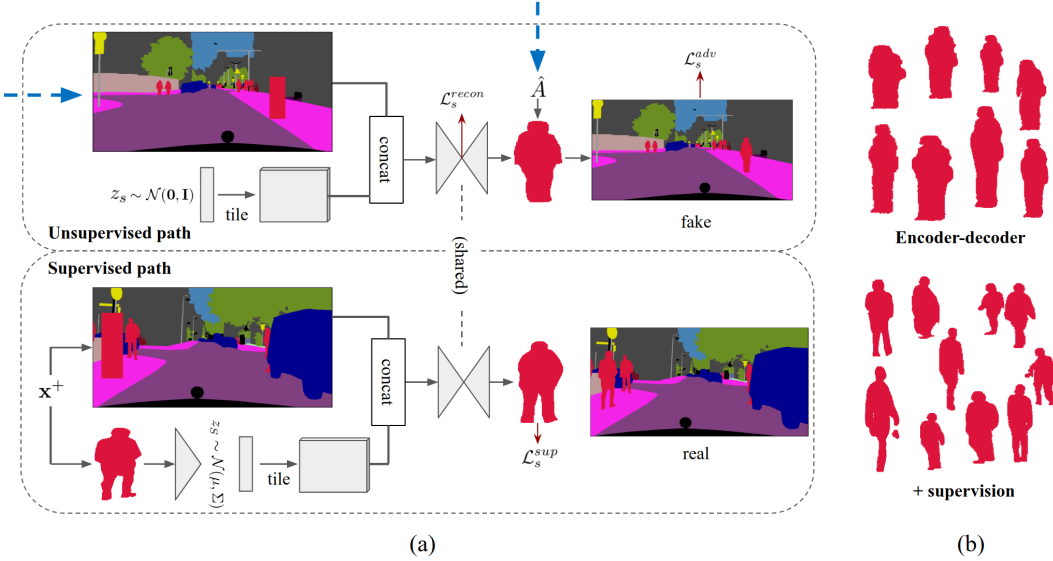 $\mathcal{L}_s^{adv}$
$\hat{A}$
$\mathcal{L}_s^{recon}$
concat
$z_s \sim \mathcal{N}(\mathbf{0}, \mathbf{I})$
tile
fake
Unsupervised path
Encoder-decoder
Supervised path
(shared)
$\mathbf{x}^+$
concat
$z_s \sim \mathcal{N}(\mu, \Sigma)$
tile
$\mathcal{L}_s^{sup}$
real
+ supervision
(a)
(b)